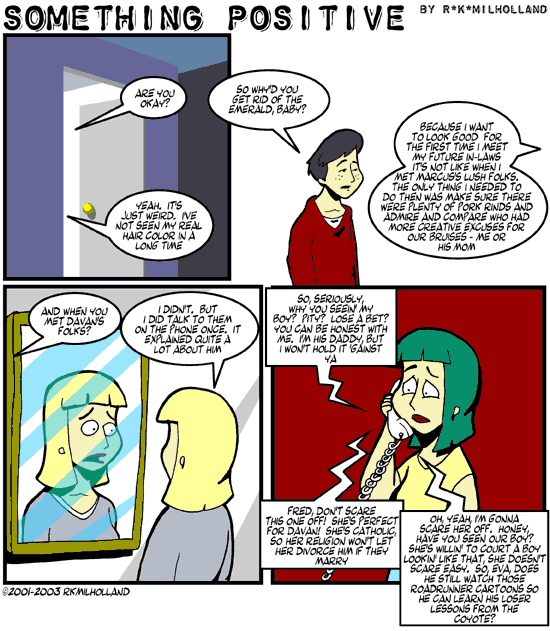 SOMETHING POSITIVE
BY R*K*MILHOLLAND
ARE YOU
OKAY?
YEAH. IT'S
JUST WEIRD. I'VE
NOT SEEN MY REAL
HAIR COLOR IN A
LONG TIME
SO WHY'D YOU
GET RID OF THE
EMERALD, BABY?
BECAUSE I WANT
TO LOOK GOOD FOR
THE FIRST TIME I MEET
MY FUTURE IN-LAWS
IT'S NOT LIKE WHEN I
MET MARCUS'S LUSH FOLKS.
THE ONLY THING I NEEDED TO
DO THEN WAS MAKE SURE THERE
WERE PLENTY OF PORK RINDS AND
ADMIRE AND COMPARE WHO HAD
MORE CREATIVE EXCUSES FOR
OUR BRUISES - ME OR
HIS MOM
AND WHEN YOU
MET DAVAN'S
FOLKS?
I DIDN'T. BUT
I DID TALK TO THEM
ON THE PHONE ONCE. IT
EXPLAINED QUITE A
LOT ABOUT HIM
SO, SERIOUSLY,
WHY YOU SEEIN' MY
BOY? PITY? LOSE A BET?
YOU CAN BE HONEST WITH
ME. I'M HIS DADDY, BUT
I WON'T HOLD IT 'GAINST
YA
FRED, DON'T SCARE
THIS ONE OFF! SHE'S PERFECT
FOR DAVAN! SHE'S CATHOLIC,
SO HER RELIGION WON'T LET
HER DIVORCE HIM IF THEY
MARRY
OH, YEAH, I'M GONNA
SCARE HER OFF. HONEY,
HAVE YOU SEEN OUR BOY?
SHE'S WILLIN' TO COURT A BOY
LOOKIN' LIKE THAT, SHE DOESN'T
SCARE EASY. SO, EVA, DOES
HE STILL WATCH THOSE
ROADRUNNER CARTOONS SO
HE CAN LEARN HIS LOSER
LESSONS FROM THE
COYOTE?
©2001-2003 RKMILHOLLAND